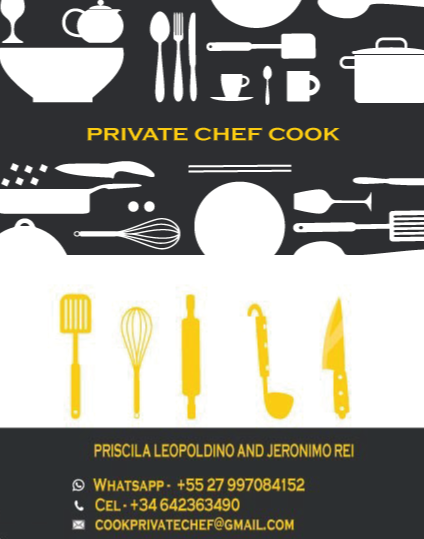 PRIVATE CHEF COOK
PRISCILA LEOPOLDINO AND JERONIMO REI
WHATSAPP - +55 27 997084152
CEL - +34 642363490
COOKPRIVATECHEF@GMAIL.COM